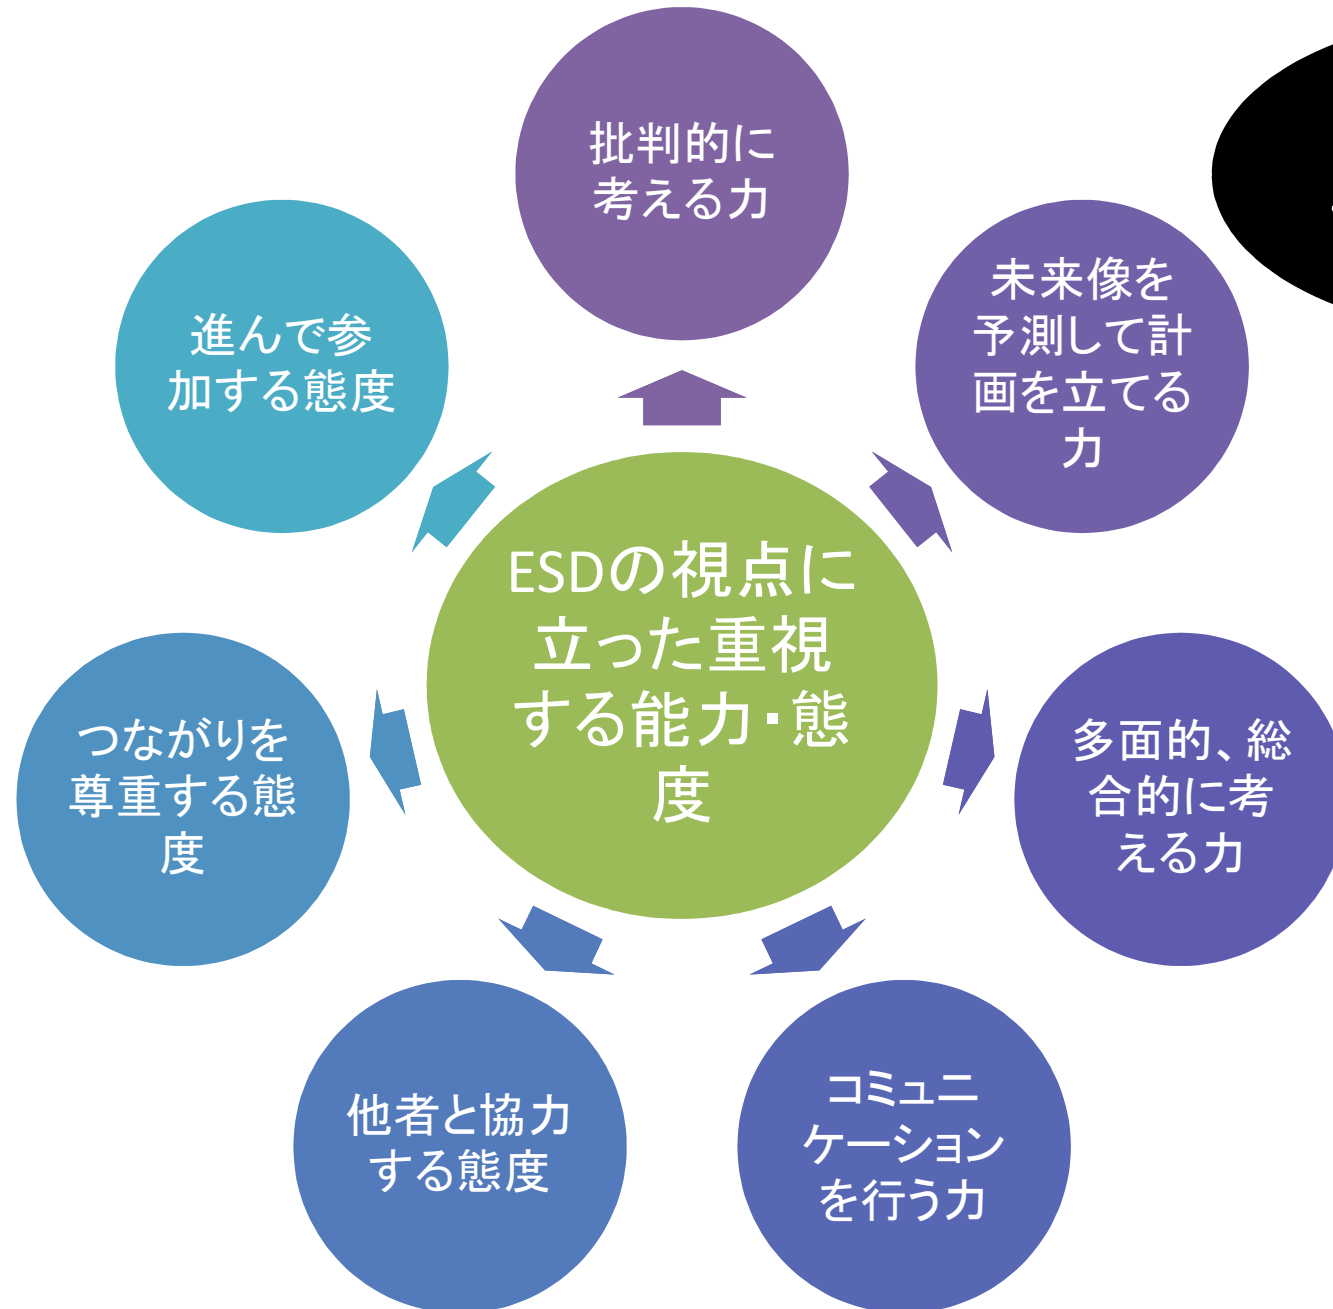 批判的に
考える力
未来像を
予測して計
画を立てる
力
多面的、総
合的に考
える力
コミュニ
ケーション
を行う力
他者と協力
する態度
つながりを
尊重する態
度
進んで参
加する態度
ESDの視点に
立った重視
する能力・態
度